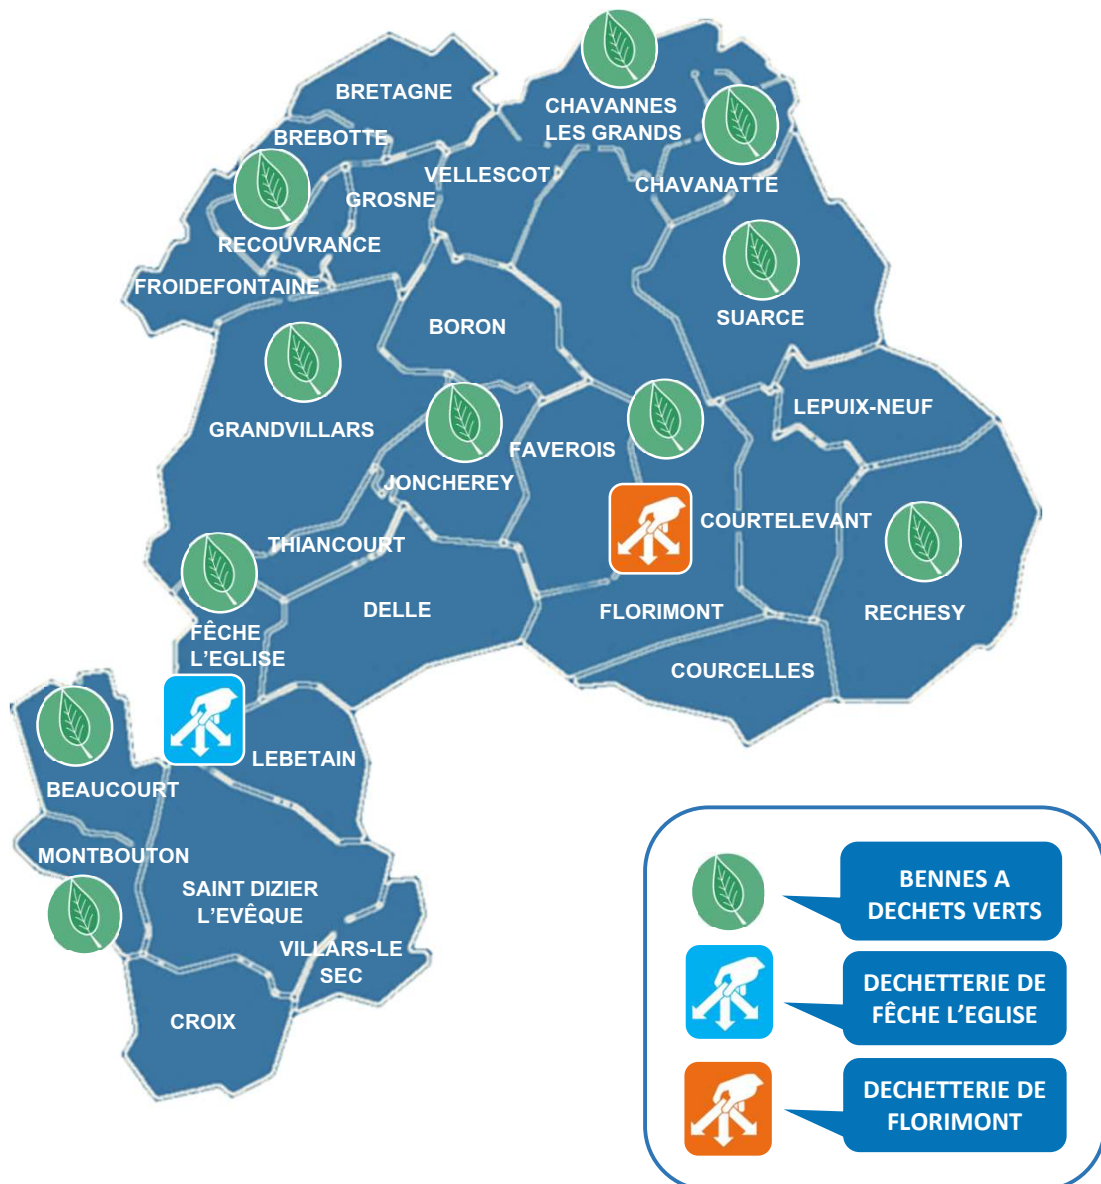 BRETAGNE
CHAVANNES
LES GRANDS
BREBOTTE
VELLESCOT
CHAVANATTE
GROSNE
RECOUVRANCE
FROIDEFONTAINE
SUARCE
BORON
LEPUIX-NEUF
GRANDVILLARS
FAVEROIS
JONCHEREY
COURTELEVANT
THIANCOURT
DELLE
FLORIMONT
RECHESY
FÊCHE
L'EGLISE
COURCELLES
LEBETAIN
BEAUCOURT
MONTBOUTON
SAINT DIZIER
L'EVÊQUE
VILLARS-LE
SEC
CROIX
BENNES A
DECHETS VERTS
DECHETTERIE DE
FÊCHE L'EGLISE
DECHETTERIE DE
FLORIMONT